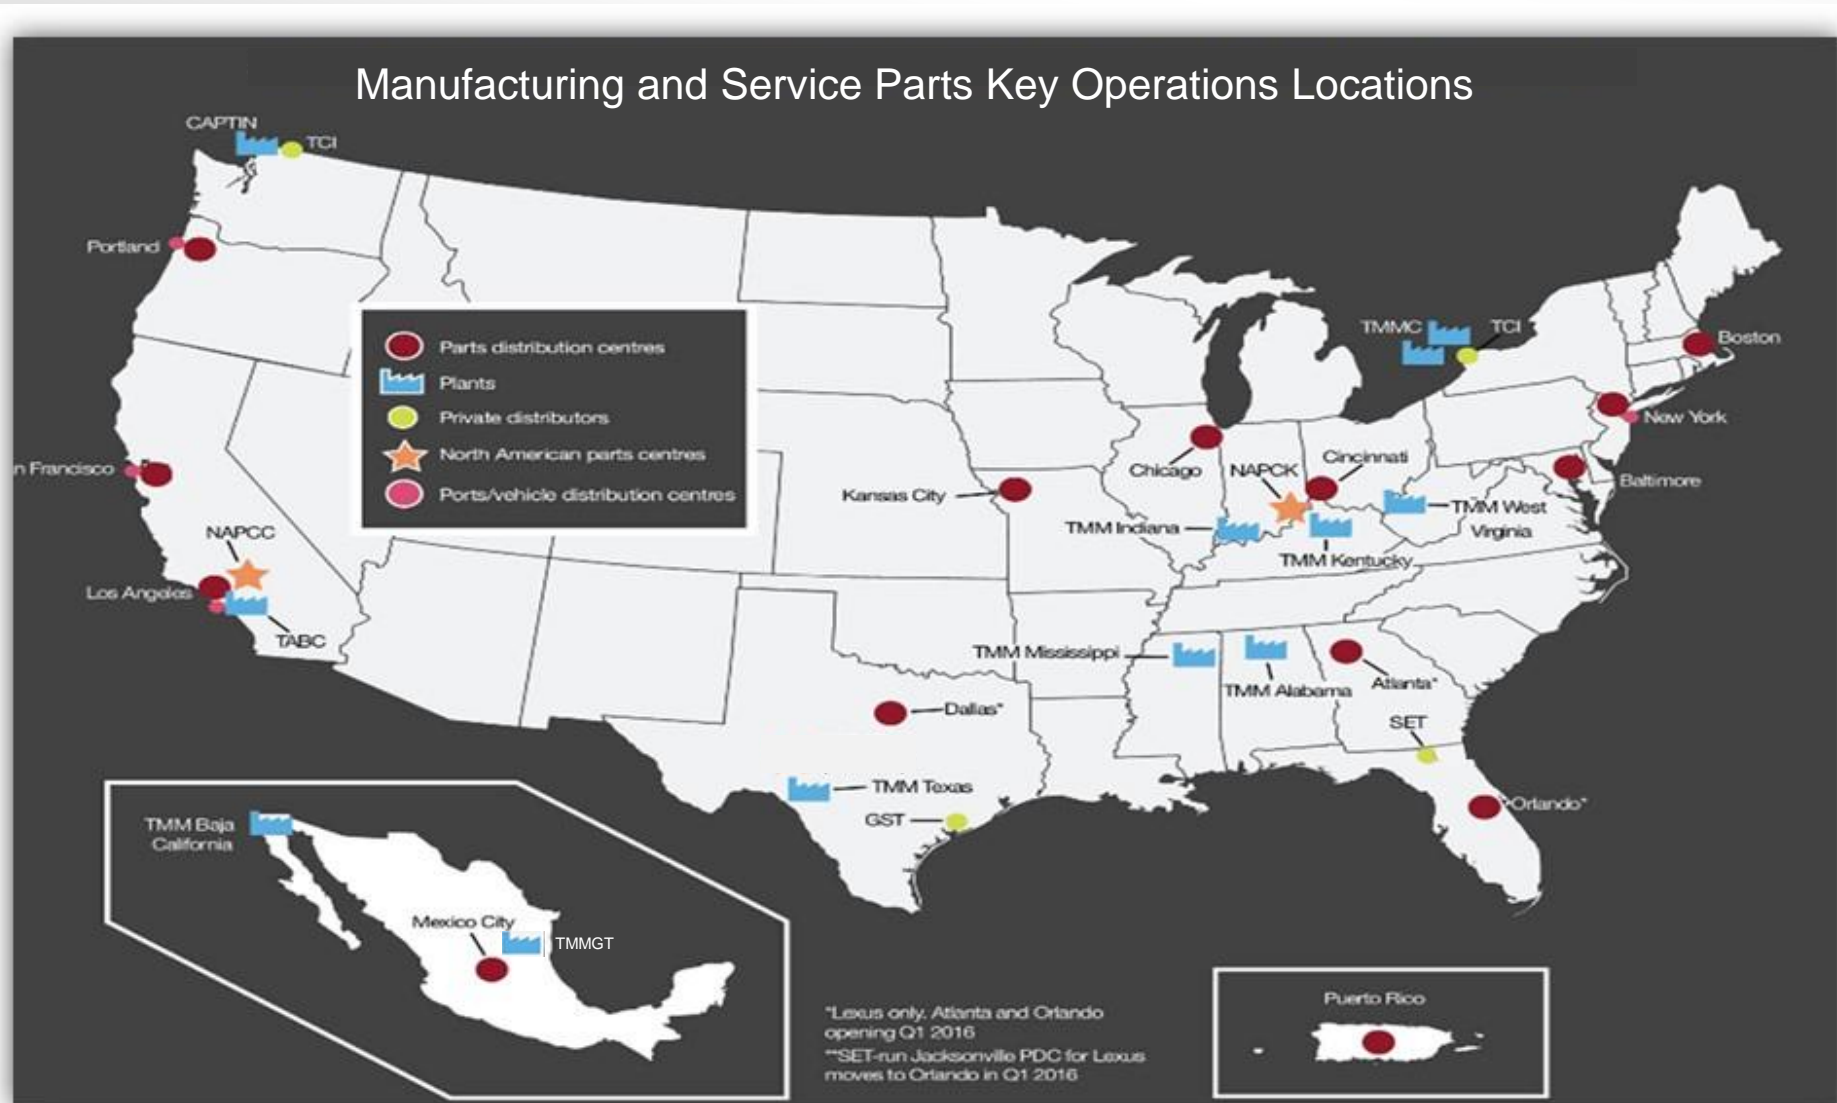 Manufacturing and Service Parts Key Operations Locations
CAPTIN
TCI
Portland
Parts distribution centres
Plants
Private distributors
North American parts centres
Ports/vehicle distribution centres
TMMC
TCI
Boston
New York
n Francisco
Kansas City
Chicago
NAPCK
Cincinnati
Baltimore
TMM Indiana
TMM West
Virginia
TMM Kentucky
NAPCC
Los Angeles
TABC
TMM Mississippi
TMM Alabama
Atlanta*
Dallas*
SET
TMM Texas
GST
Orlando*
TMM Baja
California
Mexico City
TMMGT
*Lexus only. Atlanta and Orlando
opening Q1 2016
**SET-run Jacksonville PDC for Lexus
moves to Orlando in Q1 2016
Puerto Rico